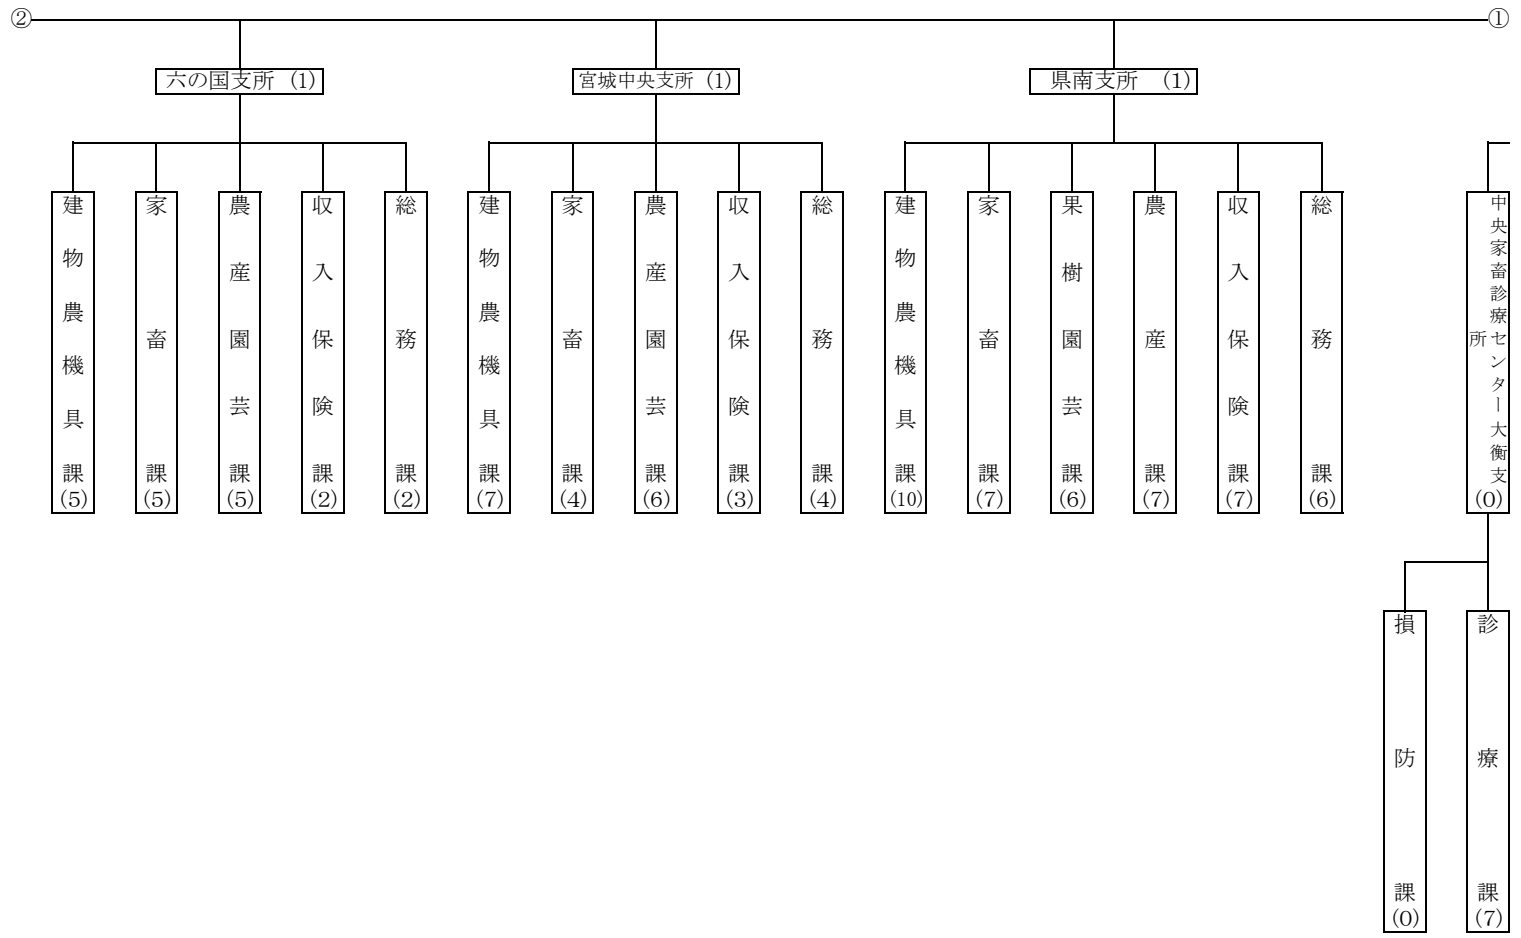 ②
①
六の国支所 (1)
宮城中央支所 (1)
県南支所 (1)
建物農機具課
(5)
家畜課
(5)
農産園芸課
(5)
収入保険課
(2)
総務課
(2)
建物農機具課
(7)
家畜課
(4)
農産園芸課
(6)
収入保険課
(3)
総務課
(4)
建物農機具課
(10)
家畜課
(7)
果樹園芸課
(6)
農産課
(7)
収入保険課
(7)
総務課
(6)
中央家畜診療センター大衡支
所
(0)
損防課
(0)
診療課
(7)